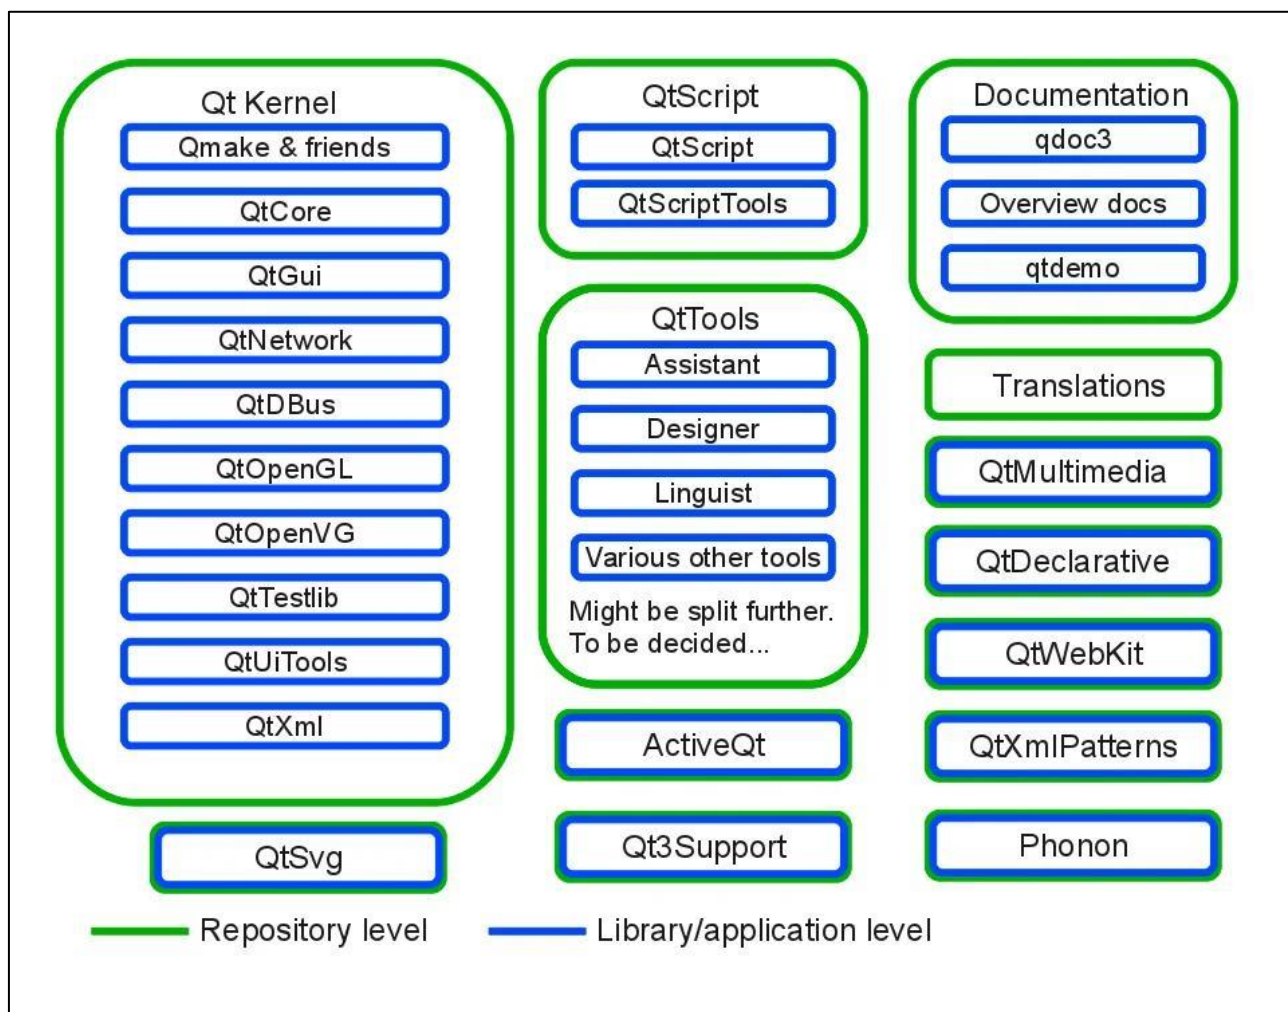 Qt Kernel
Qmake & friends
QtCore
QtGui
QtNetwork
QtDBus
QtOpenGL
QtOpenVG
QtTestlib
QtUiTools
QtXml
QtSvg
QtScript
QtScript
QtScriptTools
QtTools
Assistant
Designer
Linguist
Various other tools
Might be split further.
To be decided...
ActiveQt
Qt3Support
Documentation
qdoc3
Overview docs
qtdemo
Translations
QtMultimedia
QtDeclarative
QtWebKit
QtXmlPatterns
Phonon
Repository level
Library/application level